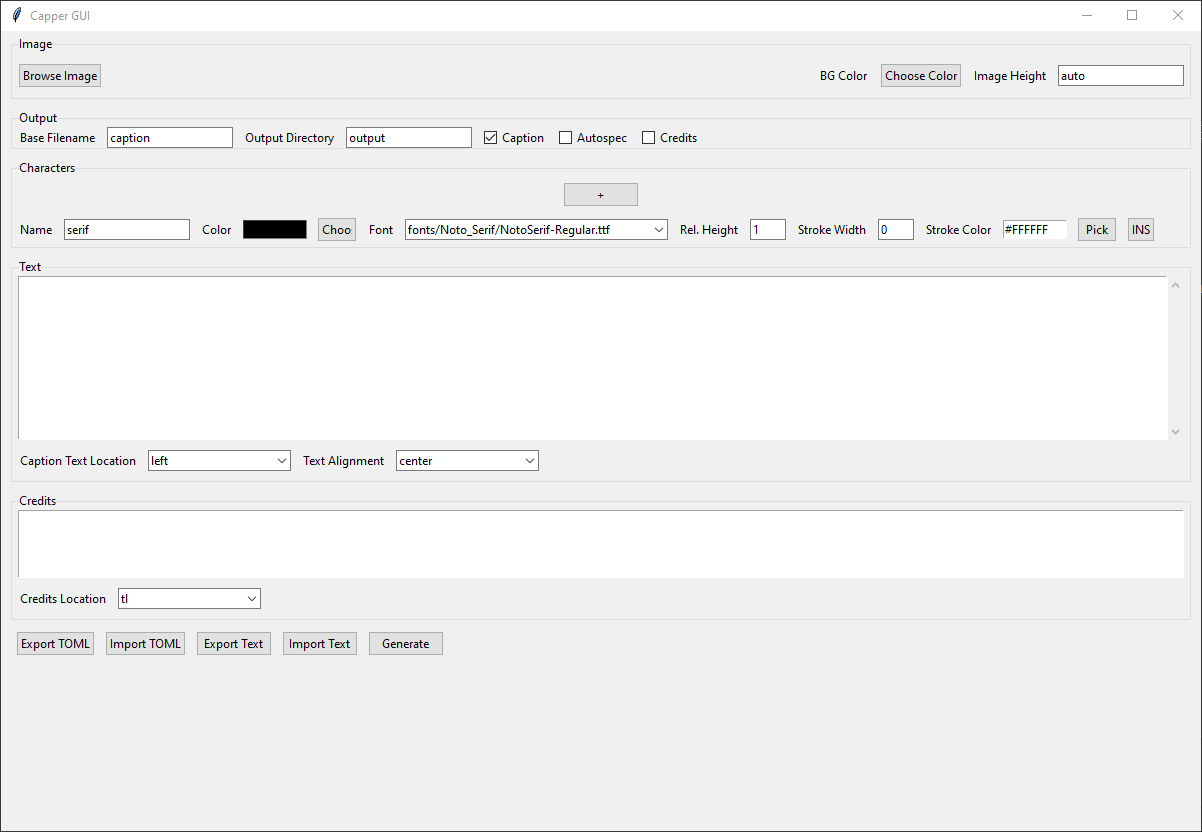 Capper GUI
Image
Browse Image BG Color Choose Color Image Height auto
Output
Base Filename caption Output Directory output Caption Autospec Credits
Characters
+
Name serif Color Choo Font fonts/Noto_Serif/NotoSerif-Regular.ttf Rel. Height 1 Stroke Width 0 Stroke Color #FFFFFF Pick INS
Text
Caption Text Location left Text Alignment center
Credits
Credits Location tl
Export TOML Import TOML Export Text Import Text Generate